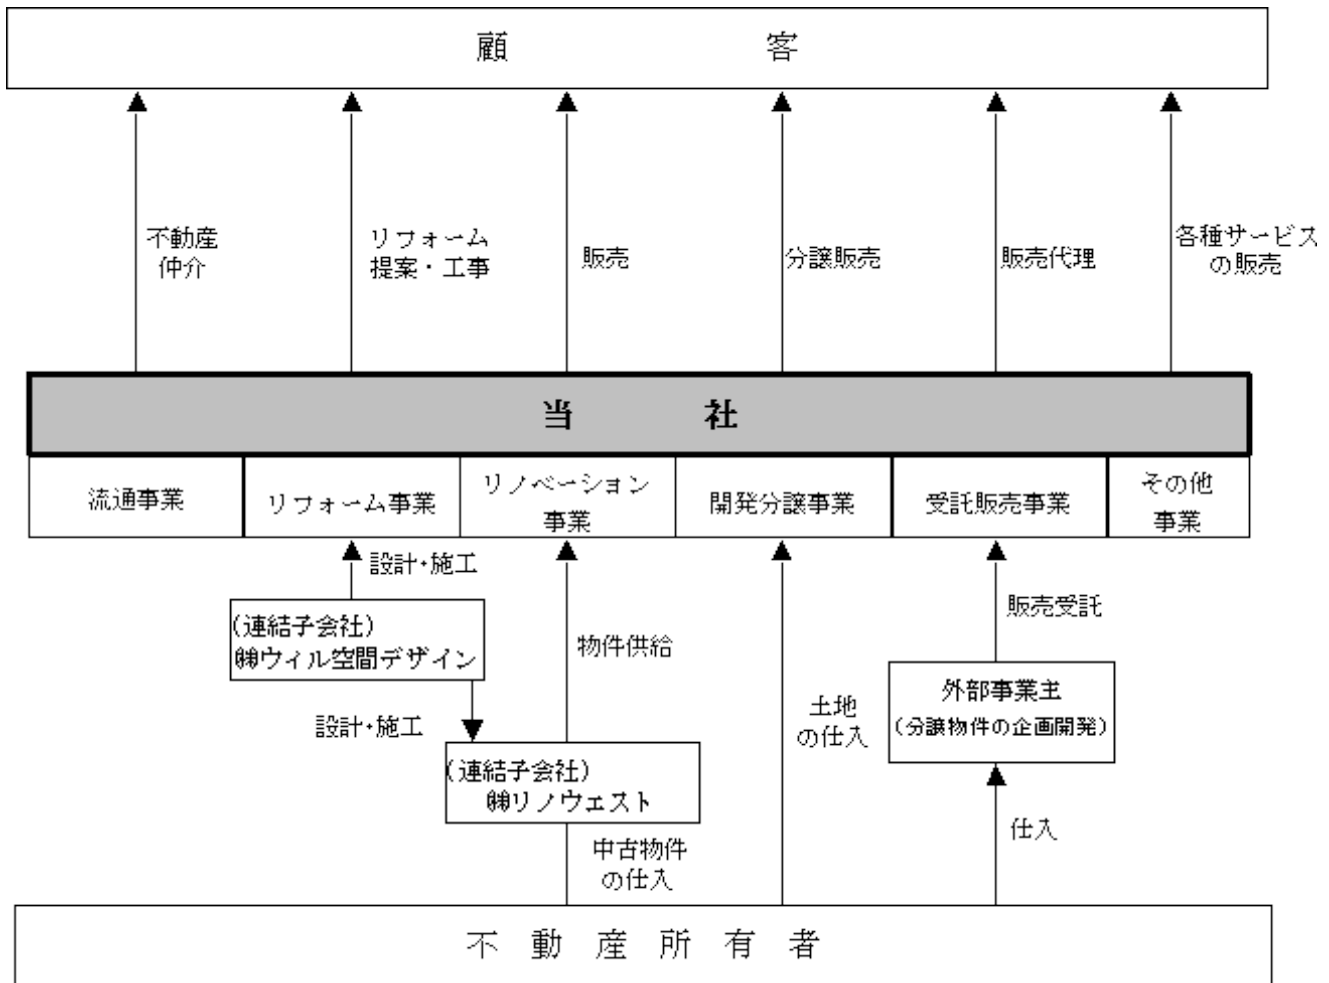 顧客
不動産
仲介
リフォーム
提案・工事
販売
分譲販売
販売代理
各種サービス
の販売
当社
流通事業
リフォーム事業
リノベーション
事業
開発分譲事業
受託販売事業
その他
事業
設計・施工
(連結子会社)
㈱ウィル空間デザイン
設計・施工
物件供給
(連結子会社)
㈱リノウエスト
中古物件
の仕入
土地
の仕入
販売受託
外部事業主
(分譲物件の企画開発)
仕入
不動産所有者